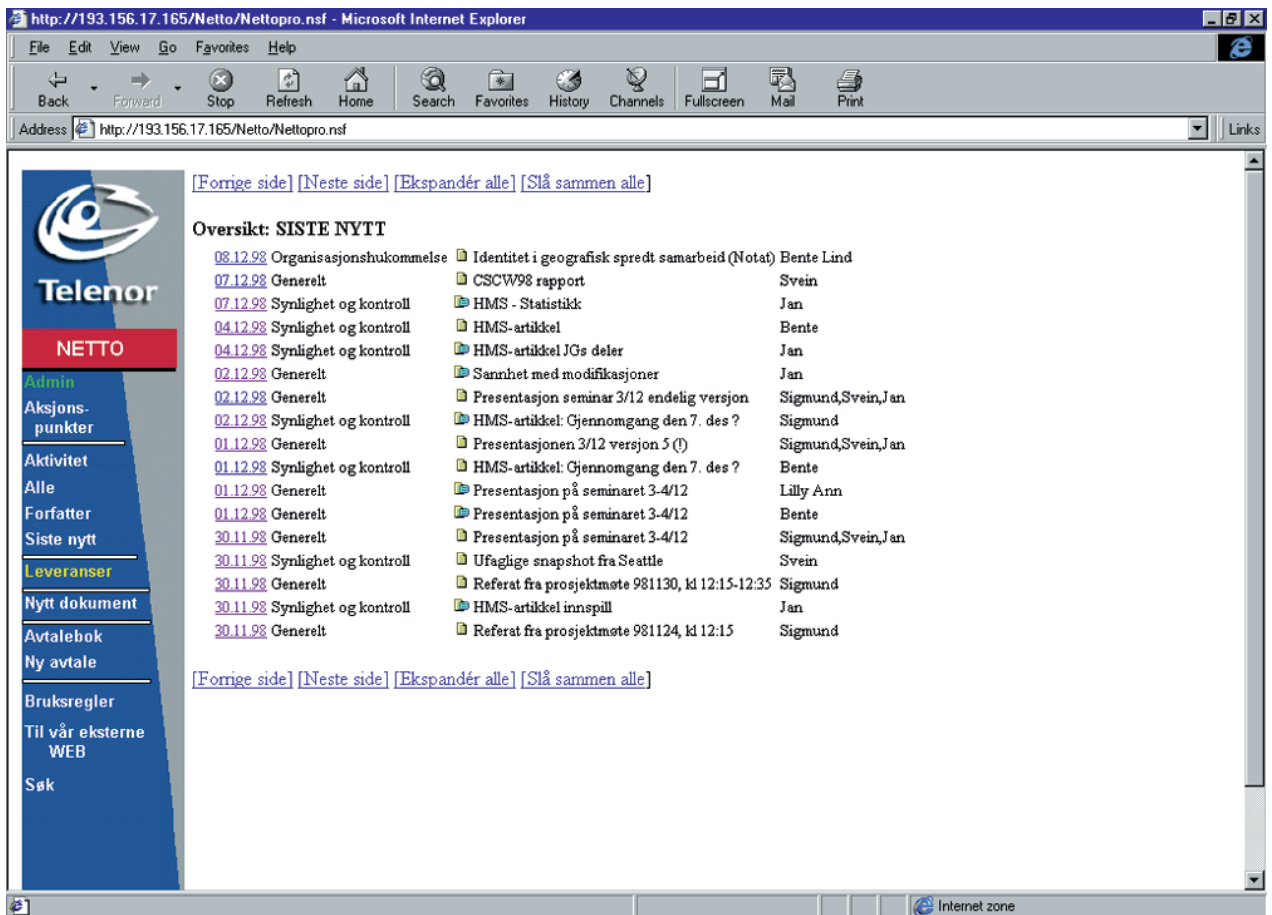 http://193.156.17.165/Netto/Nettopro.nsf - Microsoft Internet Explorer
File Edit View Go Favorites Help
Back Forward Stop Refresh Home Search Favorites History Channels Fullscreen Mail Print
Address http://193.156.17.165/Netto/Nettopro.nsf Links
Telenor
NETTO
Admin
Aksjons-
punkter
Aktivitet
Alle
Forfatter
Siste nytt
Leveranser
Nytt dokument
Avtalebok
Ny avtale
Bruksregler
Til vår eksterne
WEB
Søk
[Forrige side] [Neste side] [Ekspandér alle] [Slå sammen alle]
Oversikt: SISTE NYTT
08.12.98 Organisasjonshukommelse Identitet i geografisk spredt samarbeid (Notat) Bente Lind
07.12.98 Generelt CSCW98 rapport Svein
07.12.98 Synlighet og kontroll HMS - Statistikk Jan
04.12.98 Synlighet og kontroll HMS-artikkel Bente
04.12.98 Synlighet og kontroll HMS-artikkel JGs deler Jan
02.12.98 Generelt Sannhet med modifikasjoner Jan
02.12.98 Generelt Presentasjon seminar 3/12 endelig versjon Sigmund,Svein,Jan
02.12.98 Synlighet og kontroll HMS-artikkel: Gjennomgang den 7. des ? Sigmund
01.12.98 Generelt Presentasjonen 3/12 versjon 5 (!) Sigmund,Svein,Jan
01.12.98 Synlighet og kontroll HMS-artikkel: Gjennomgang den 7. des ? Bente
01.12.98 Generelt Presentasjon på seminaret 3-4/12 Lilly Ann
01.12.98 Generelt Presentasjon på seminaret 3-4/12 Bente
30.11.98 Generelt Presentasjon på seminaret 3-4/12 Sigmund,Svein,Jan
30.11.98 Synlighet og kontroll Ufaglige snapshot fra Seattle Svein
30.11.98 Generelt Referat fra prosjektmøte 981130, kl 12:15-12:35 Sigmund
30.11.98 Synlighet og kontroll HMS-artikkel innspill Jan
30.11.98 Generelt Referat fra prosjektmøte 981124, kl 12:15 Sigmund
[Forrige side] [Neste side] [Ekspandér alle] [Slå sammen alle]
Internet zone